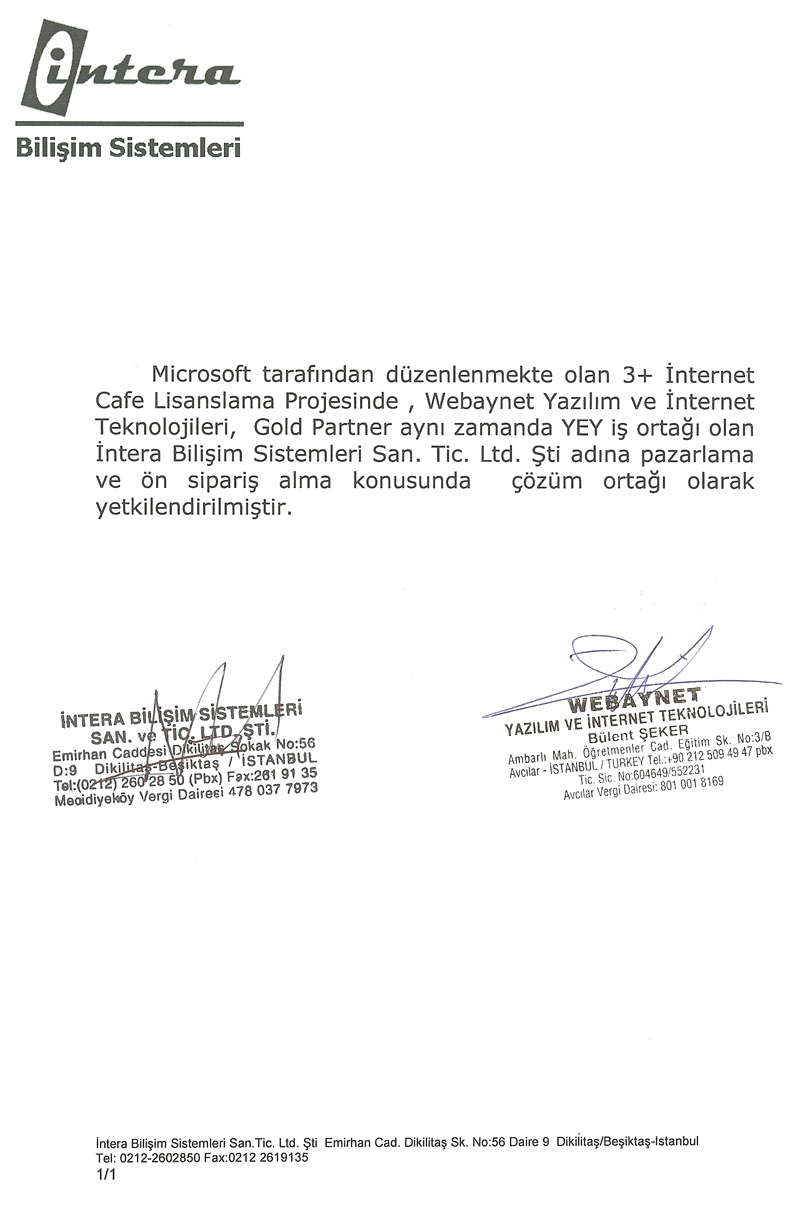 intera
Bilişim Sistemleri
Microsoft tarafından düzenlenmekte olan 3+ İnternet
Cafe Lisanslama Projesinde , Webaynet Yazılım ve İnternet
Teknolojileri, Gold Partner aynı zamanda YEY iş ortağı olan
İntera Bilişim Sistemleri San. Tic. Ltd. Şti adına pazarlama
ve ön sipariş alma konusunda çözüm ortağı olarak
yetkilendirilmiştir.
İNTERA BİLİŞİM SİSTEMLERİ
SAN. ve TİC. LTD. ŞTİ.
Emirhan Caddesi Dikilitaş Sokak No:56
D:9 Dikilitaş-Beşiktaş / İSTANBUL
Tel:(0212) 260 28 50 (Pbx) Fax:261 91 35
Mecidiyeköy Vergi Dairesi 478 037 7973
WEBAYNET
YAZILIM VE İNTERNET TEKNOLOJİLERİ
Bülent ŞEKER
Ambarlı Mah. Öğretmenler Cad. Eğitim Sk. No:3/B
Avcılar - İSTANBUL / TURKEY Tel.:+90 212 509 49 47 pbx
Tic. Sic. No:604649/552231
Avcılar Vergi Dairesi: 801 001 8169
İntera Bilişim Sistemleri San.Tic. Ltd. Şti Emirhan Cad. Dikilitaş Sk. No:56 Daire 9 Dikilitaş/Beşiktaş-Istanbul
Tel: 0212-2602850 Fax:0212 2619135
1/1